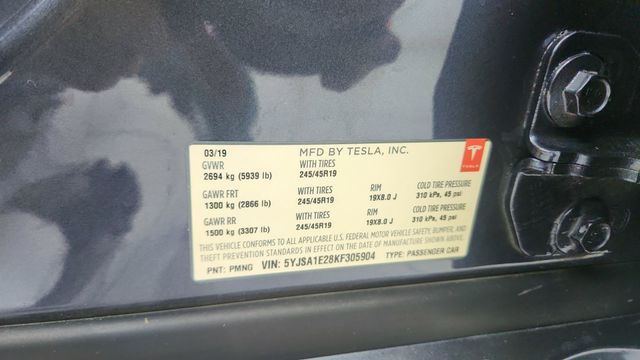 03/19 MFD BY TESLA, INC.
GVWR WITH TIRES
2694 kg (5939 lb) 245/45R19
GAWR FRT WITH TIRES RIM COLD TIRE PRESSURE
1300 kg (2866 lb) 245/45R19 19X8.0 J 310 kPa, 45 psi
GAWR RR WITH TIRES RIM COLD TIRE PRESSURE
1500 kg (3307 lb) 245/45R19 19X8.0 J 310 kPa, 45 psi
THIS VEHICLE CONFORMS TO ALL APPLICABLE U.S. FEDERAL MOTOR VEHICLE SAFETY, BUMPER, AND
THEFT PREVENTION STANDARDS IN EFFECT ON THE DATE OF MANUFACTURE SHOWN ABOVE.
PNT: PMNG VIN: 5YJSA1E28KF305904 TYPE: PASSENGER CAR